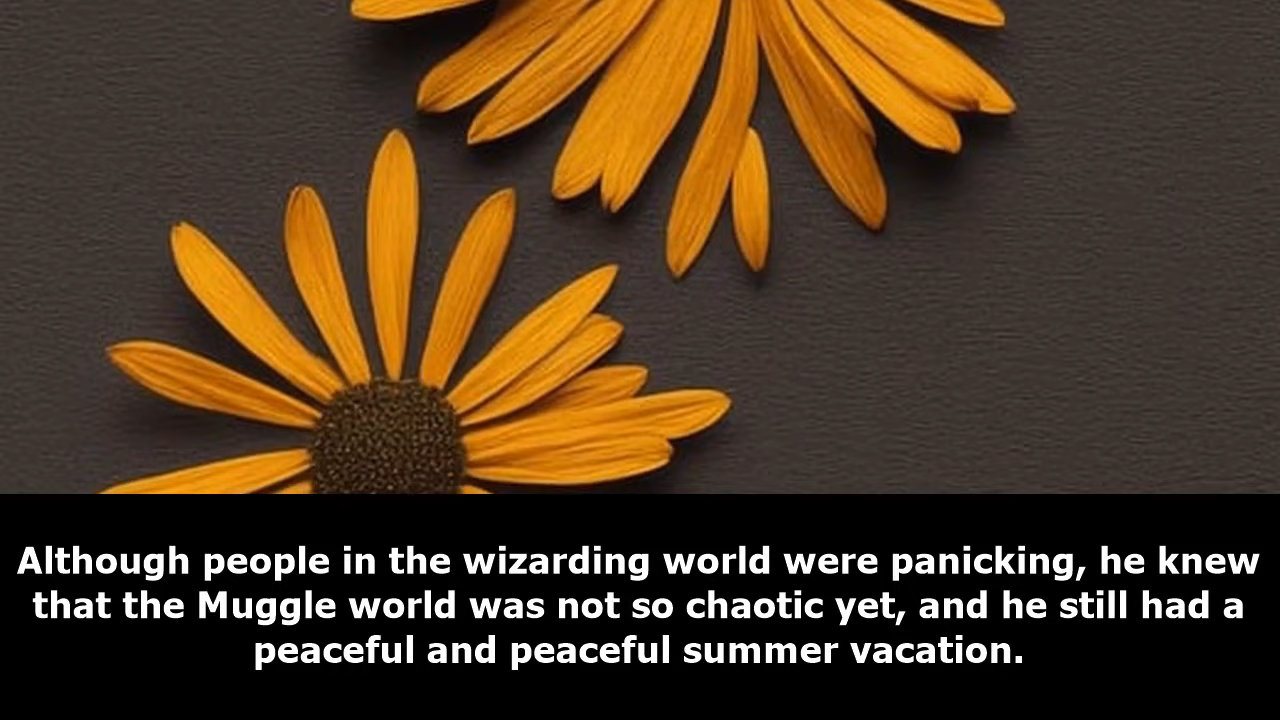 Although people in the wizarding world were panicking, he knew
that the Muggle world was not so chaotic yet, and he still had a
peaceful and peaceful summer vacation.